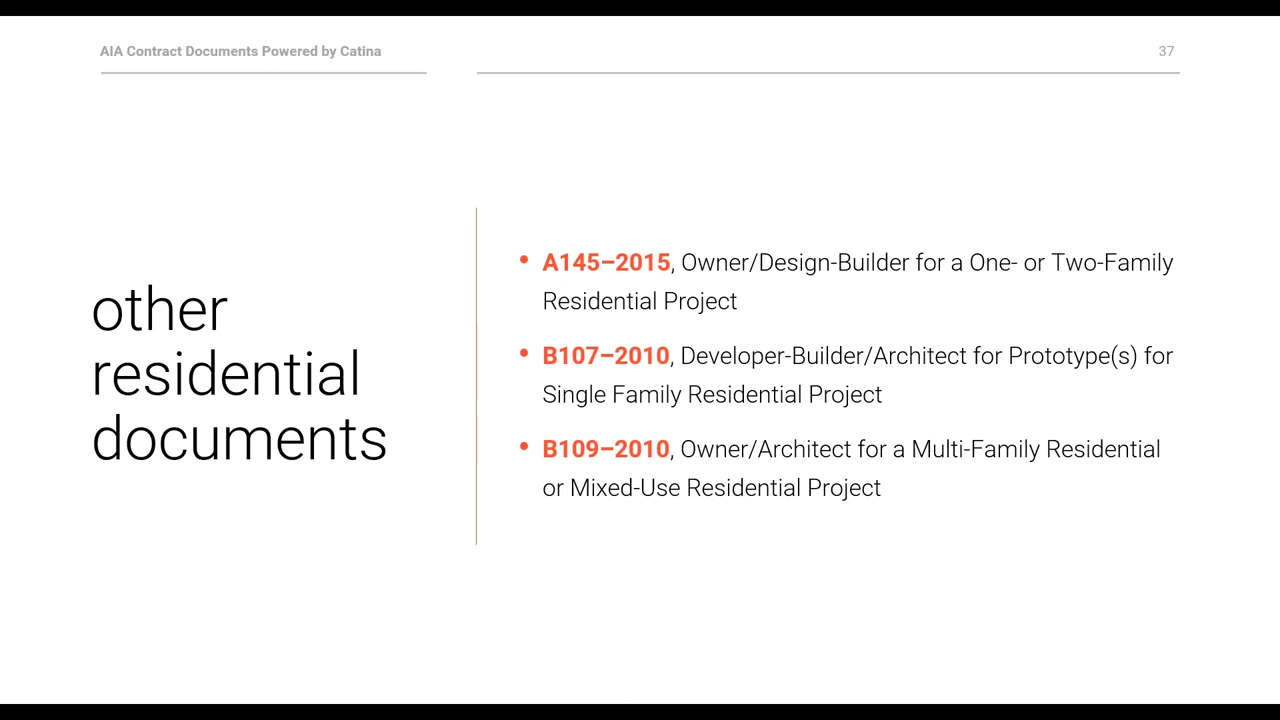 AIA Contract Documents Powered by Catina
37
other
residential
documents
• A145–2015, Owner/Design-Builder for a One- or Two-Family
Residential Project
• B107–2010, Developer-Builder/Architect for Prototype(s) for
Single Family Residential Project
• B109–2010, Owner/Architect for a Multi-Family Residential
or Mixed-Use Residential Project